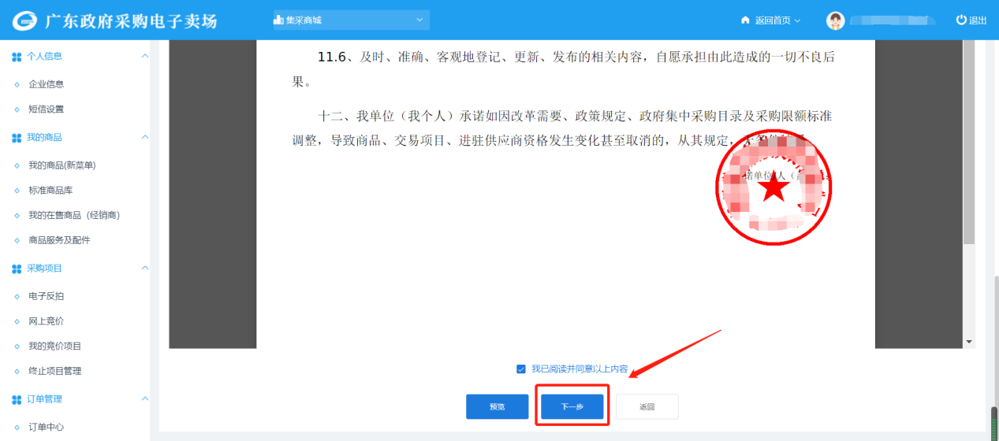 广东政府采购电子卖场
集采商城
返回首页
退出
个人信息
企业信息
短信设置
我的商品
我的商品(新菜单)
标准商品库
我的在售商品（经销商）
商品服务及配件
采购项目
电子反拍
网上竞价
我的竞价项目
终止项目管理
订单管理
订单中心
11.6、及时、准确、客观地登记、更新、发布的相关内容，自愿承担由此造成的一切不良后
果。
十二、我单位（我个人）承诺如因改革需要、政策规定、政府集中采购目录及采购限额标准
调整，导致商品、交易项目、进驻供应商资格发生变化甚至取消的，从其规定，
诺单位
人（
我已阅读并同意以上内容
预览
下一步
返回